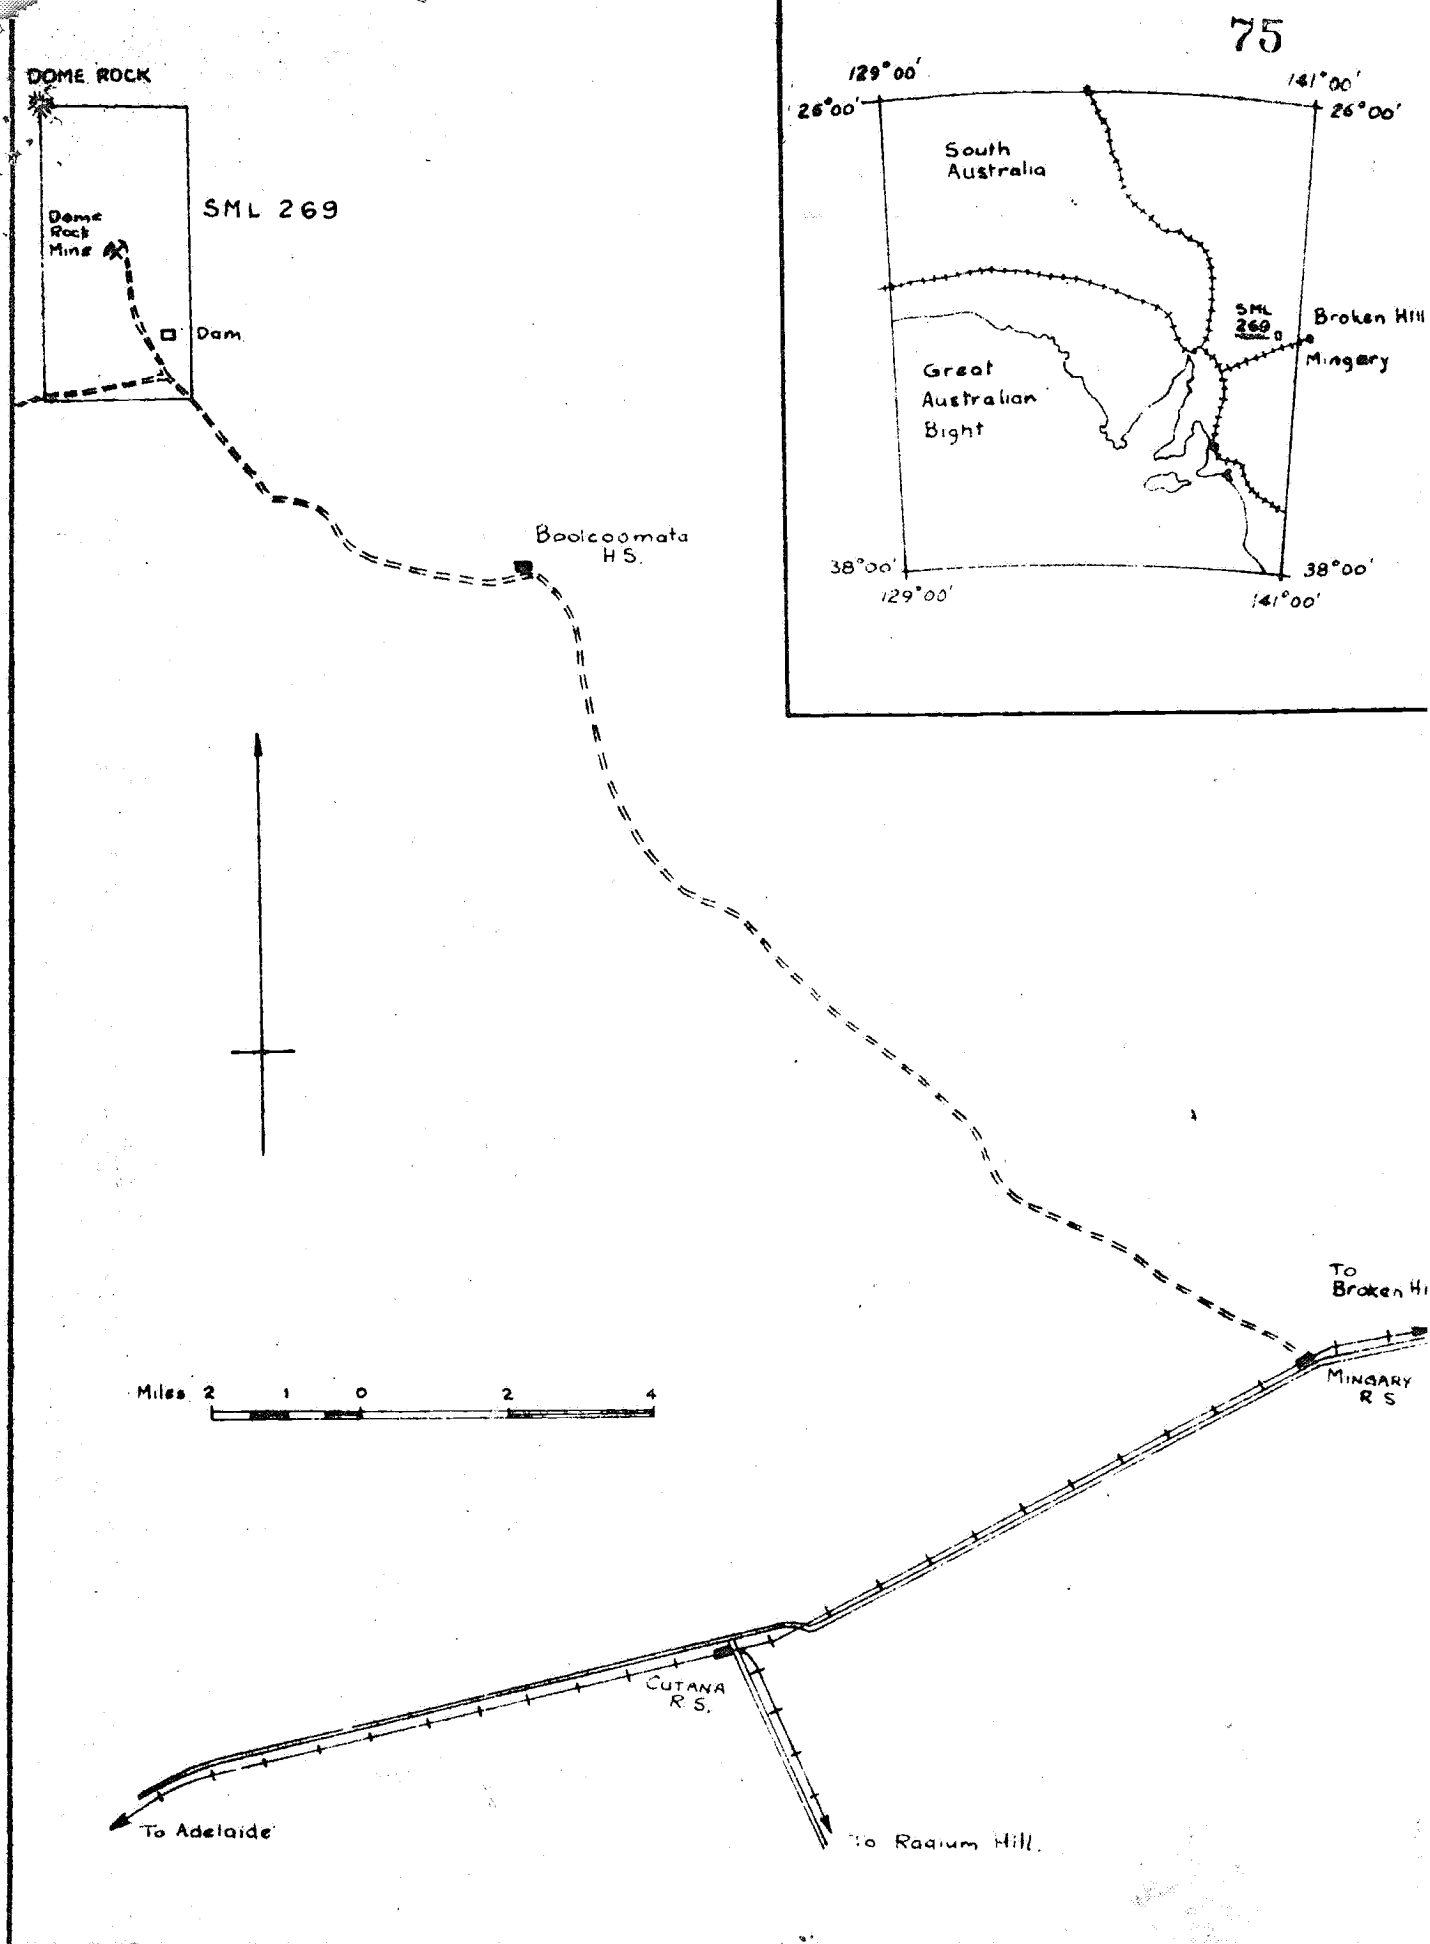 75
DOME ROCK
SML 269
Dome
Rock
Mine
Dam
Boolcoomata
H S.
129°00'
141°00'
26°00'
26°00'
South
Australia
SML
269
Broken Hill
Mingary
Great
Australian
Bight
38°00'
38°00'
129°00'
141°00'
To
Broken Hi
MINGARY
R S
Miles 2 1 0 2 4
CUTANA
R. S.
To Adelaide
To Radium Hill.